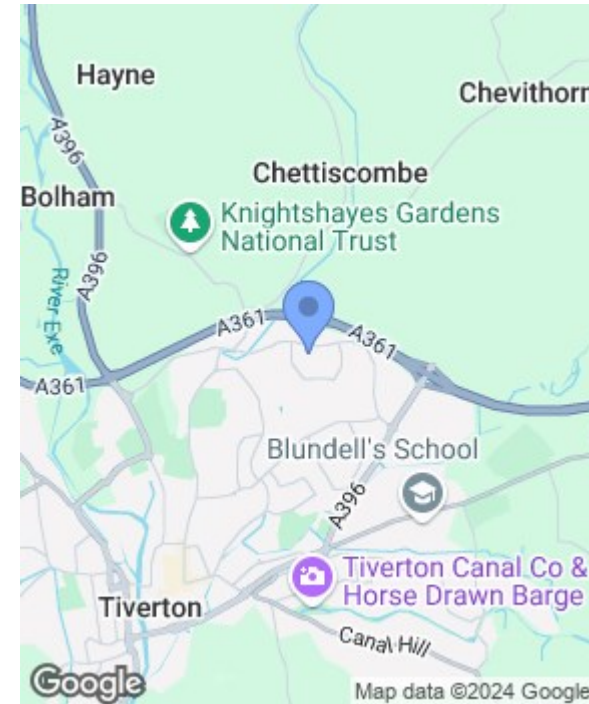 Hayne
Chevithorn
A396
Chettiscombe
Bolham
Knightshayes Gardens
National Trust
A396
River Exe
A361
A361
A361
Blundell's School
A396
Tiverton Canal Co &
Horse Drawn Barge
Tiverton
Canal Hill
Google
Map data ©2024 Google